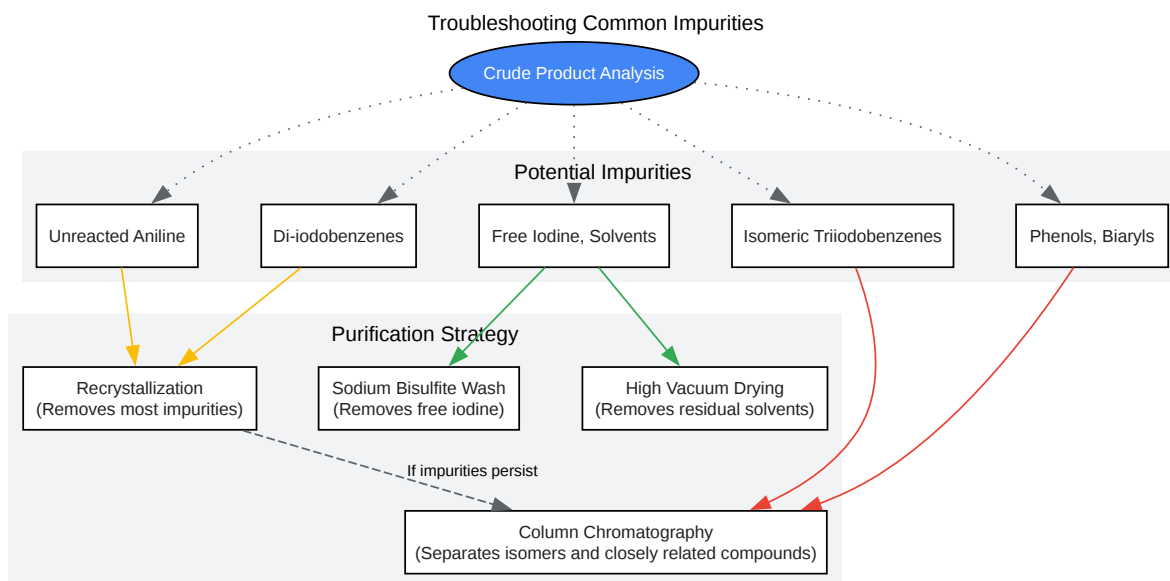 Troubleshooting Common Impurities
Crude Product Analysis
Potential Impurities
Unreacted Aniline
Di-iodobenzenes
Free Iodine, Solvents
Isomeric Triiodobenzenes
Phenols, Biaryls
Purification Strategy
Recrystallization
(Removes most impurities)
Sodium Bisulfite Wash
(Removes free iodine)
High Vacuum Drying
(Removes residual solvents)
If impurities persist
Column Chromatography
(Separates isomers and closely related compounds)